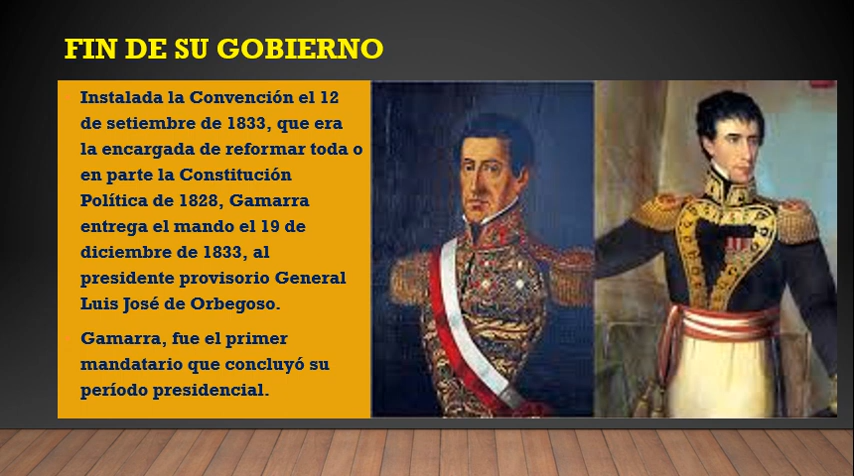 FIN DE SU GOBIERNO
Instalada la Convención el 12
de setiembre de 1833, que era
la encargada de reformar toda o
en parte la Constitución
Política de 1828, Gamarra
entrega el mando el 19 de
diciembre de 1833, al
presidente provisorio General
Luis José de Orbegoso.
Gamarra, fue el primer
mandatario que concluyó su
período presidencial.